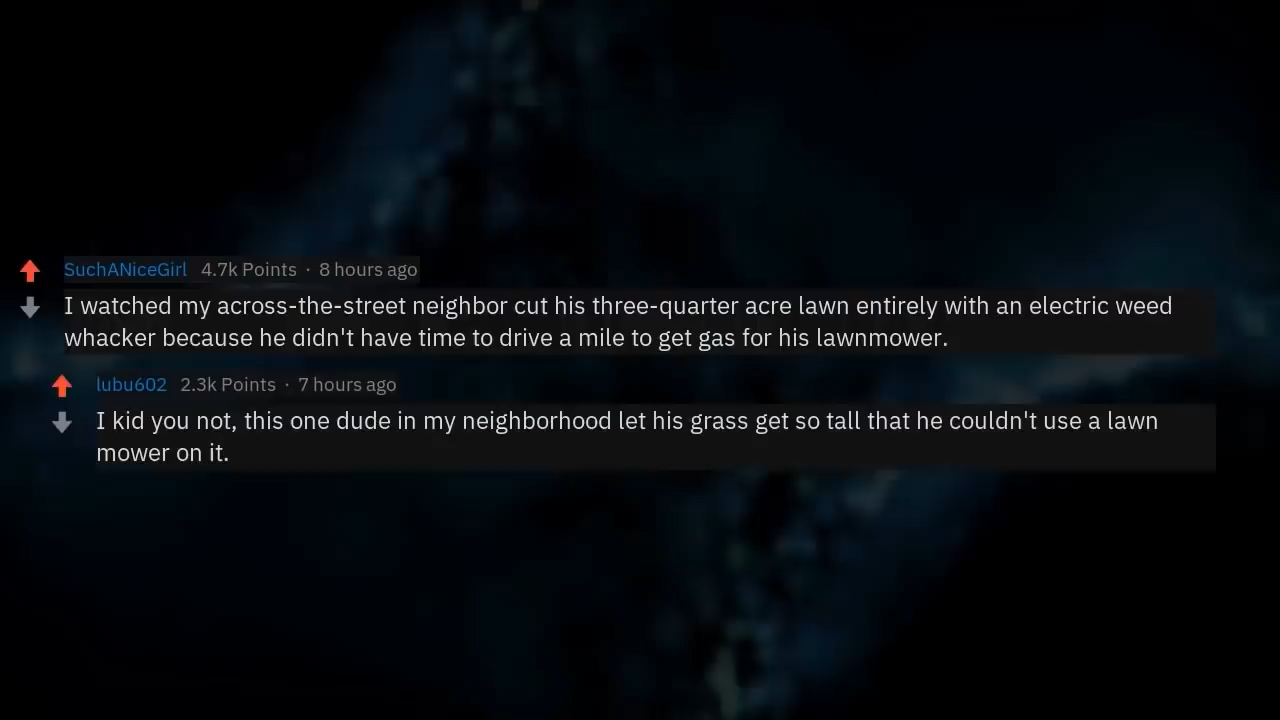 SuchANiceGirl 4.7k Points · 8 hours ago
I watched my across-the-street neighbor cut his three-quarter acre lawn entirely with an electric weed
whacker because he didn't have time to drive a mile to get gas for his lawnmower.
lubu602 2.3k Points · 7 hours ago
I kid you not, this one dude in my neighborhood let his grass get so tall that he couldn't use a lawn
mower on it.